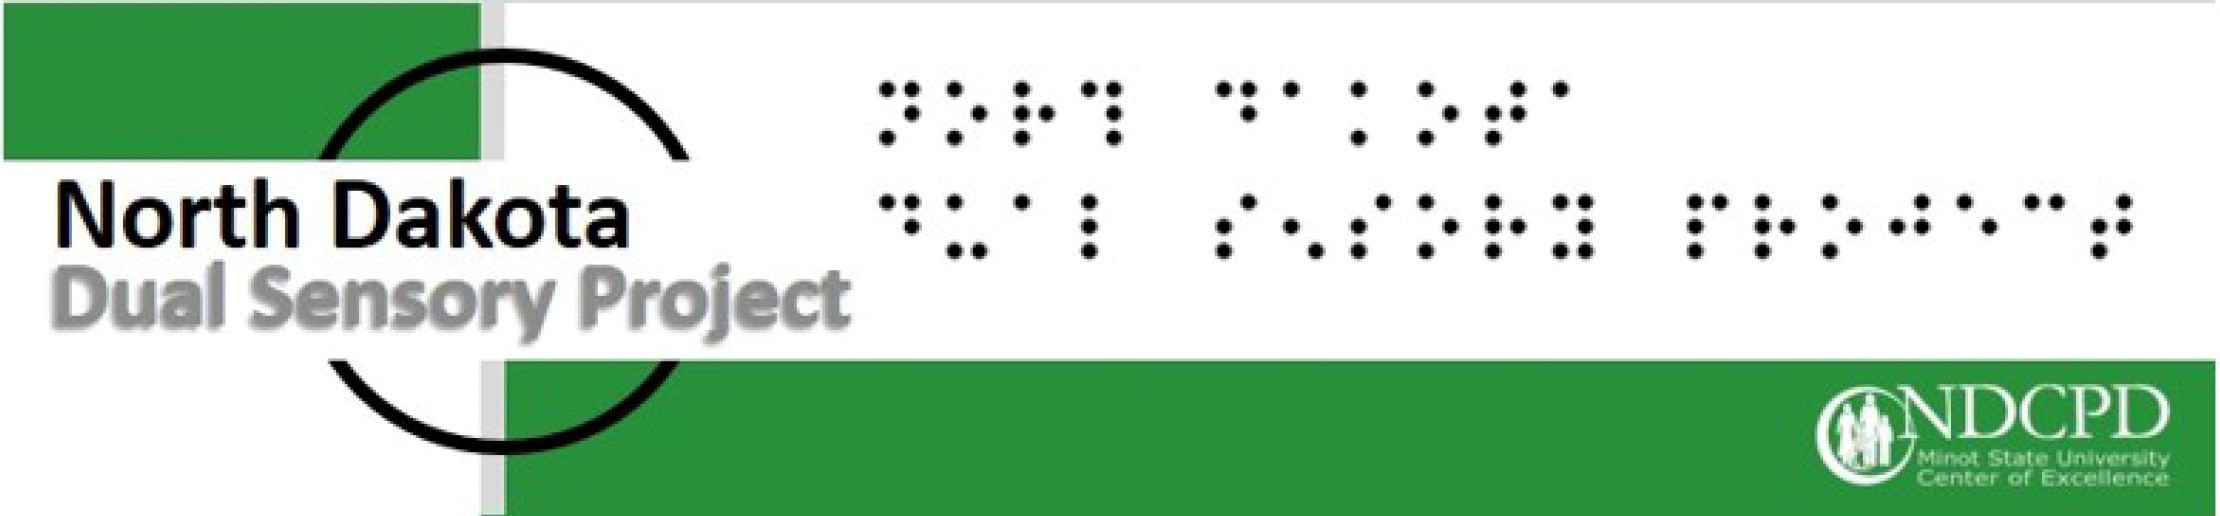 ⠝⠕⠗⠹ ⠙⠁⠅⠕⠞⠁
⠙⠥⠁⠇ ⠎⠢⠎⠕⠗⠽ ⠏⠗⠕⠚⠑⠉⠞
North Dakota
Dual Sensory Project
NDCPD
Minot State University
Center of Excellence